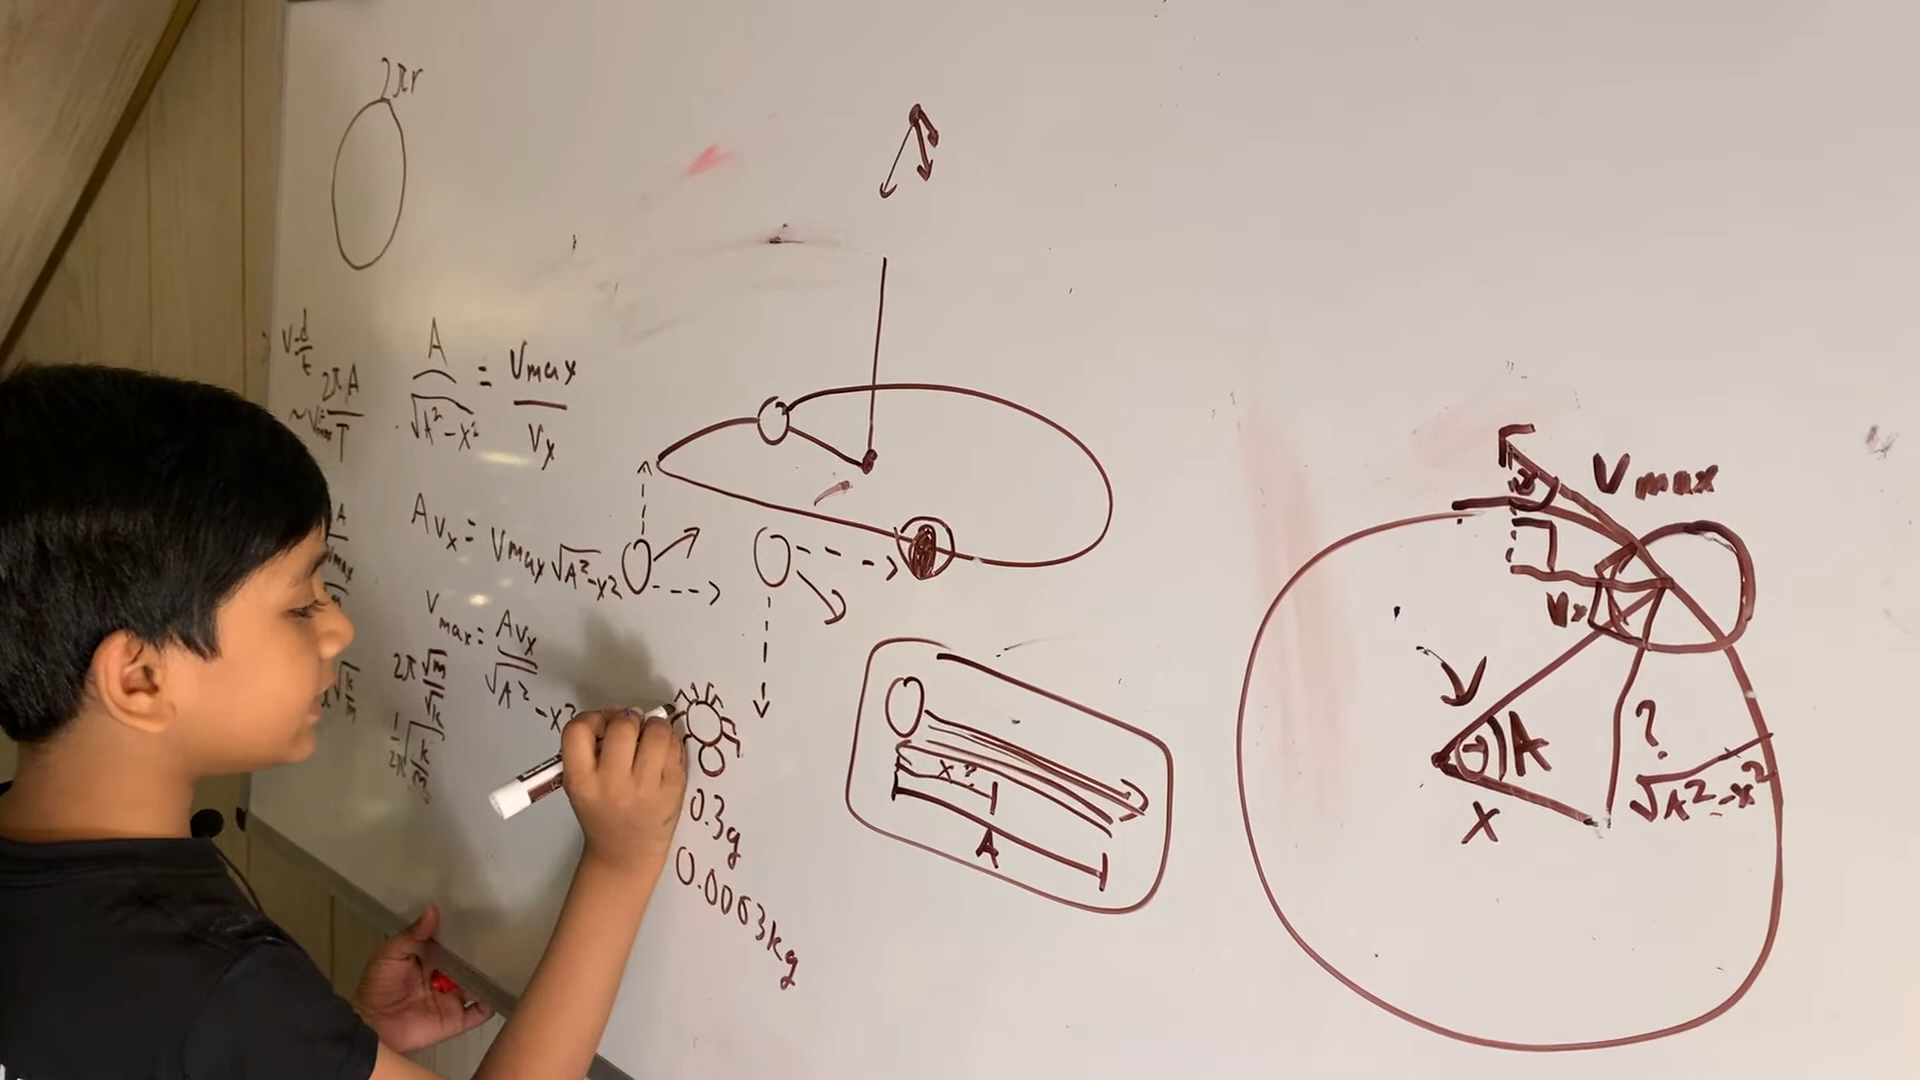 2πr
v=d/t
~Vmax=2πA/T
A/√A²-x² = Vmax/Vx
AVx = Vmax√A²-x²
Vmax = AVx/√A²-x²
2π √m/√k
1/2π √k/m
0.3g
0.0003kg
x?
A
Vmax
Vx
A
?
x
√A²-x²